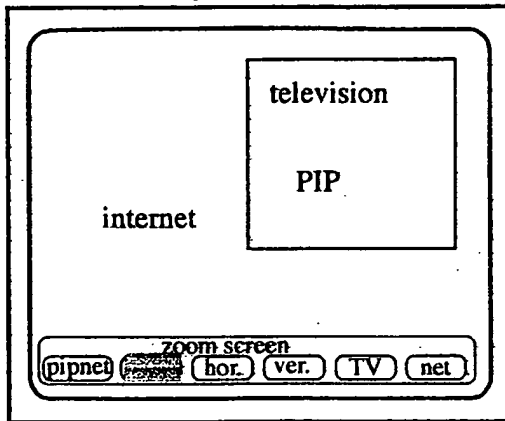 television
PIP
internet
zoom screen
pipnet hor. ver. TV net